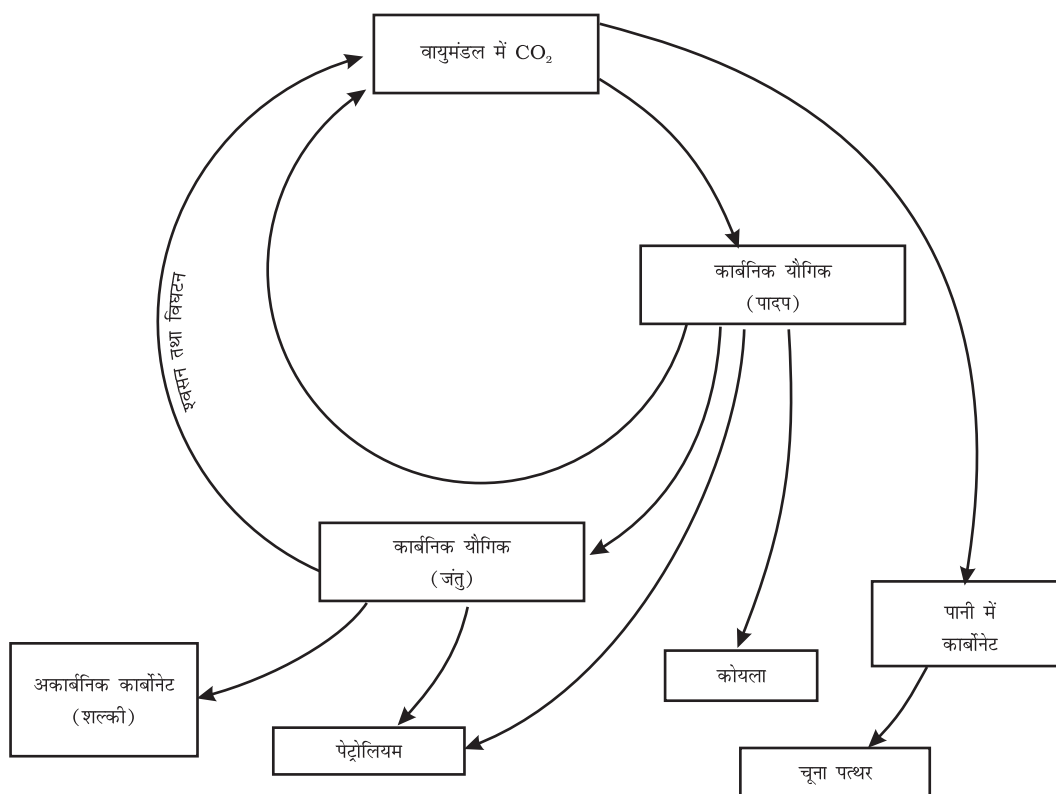 वायुमंडल में CO₂
कार्बनिक यौगिक
(पादप)
श्वसन तथा विघटन
कार्बनिक यौगिक
(जंतु)
पानी में
कार्बोनेट
अकार्बनिक कार्बोनेट
(शल्की)
कोयला
पेट्रोलियम
चूना पत्थर